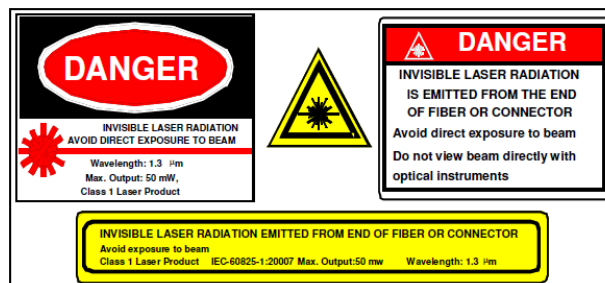 DANGER
INVISIBLE LASER RADIATION
AVOID DIRECT EXPOSURE TO BEAM
Wavelength: 1.3 μm
Max. Output: 50 mW,
Class 1 Laser Product
DANGER
INVISIBLE LASER RADIATION
IS EMITTED FROM THE END
OF FIBER OR CONNECTOR
Avoid direct exposure to beam
Do not view beam directly with
optical instruments
INVISIBLE LASER RADIATION EMITTED FROM END OF FIBER OR CONNECTOR
Avoid exposure to beam
Class 1 Laser Product IEC-60825-1:20007 Max. Output:50 mw Wavelength: 1.3 μm